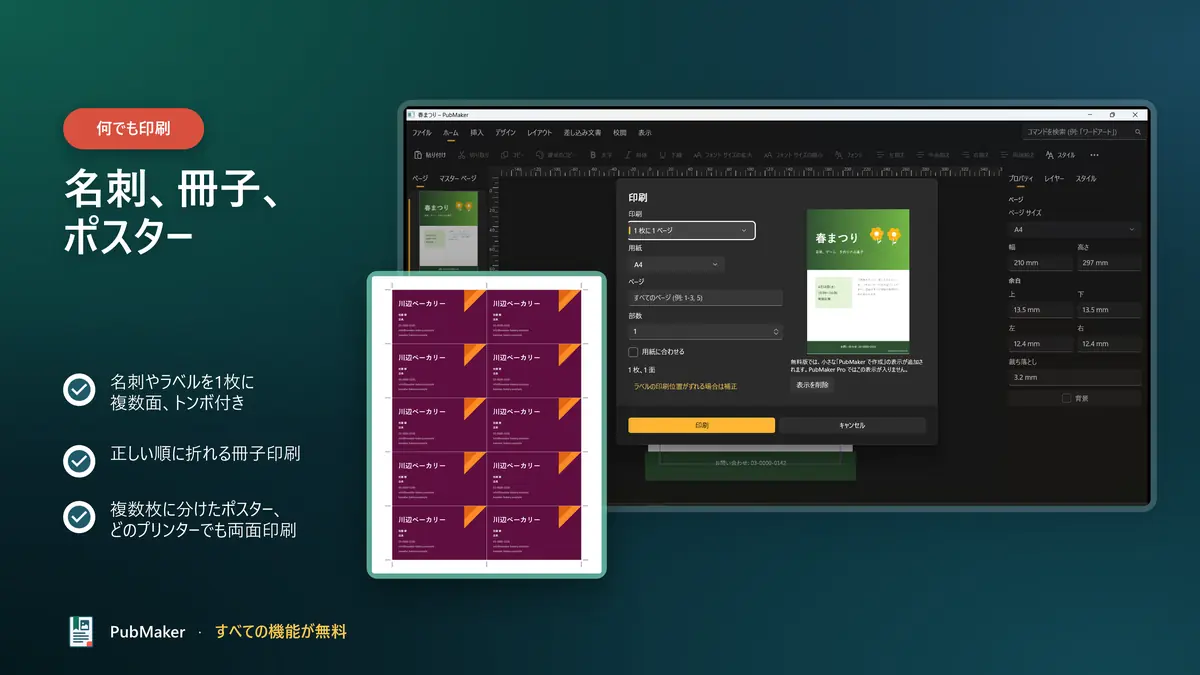 何でも印刷
名刺、冊子、
ポスター
名刺やラベルを1枚に
複数面、トンボ付き
正しい順に折れる冊子印刷
複数枚に分けたポスター、
どのプリンターでも両面印刷
PubMaker · すべての機能が無料
春まつり - PubMaker
ファイル ホーム 挿入 デザイン レイアウト 差し込み文書 校閲 表示
コマンドを検索 (例:「ワードアート」)
貼り付け
スタイル
ページ マスター ページ
春まつり
印刷
印刷
1 枚に 1 ページ
用紙
A4
ページ
すべてのページ (例: 1-3, 5)
部数
1
用紙に合わせる
1 枚、1 面
ラベルの印刷位置がずれる場合は補正
春まつり
無料版では、小さな「PubMaker で作成」の表示が追加さ
れます。PubMaker Pro ではこの表示が入りません。
表示を削除
印刷
キャンセル
お問い合わせ: 03-0000-0143
プロパティ レイヤー スタイル
ページ
ページ サイズ
A4
幅 高さ
210 mm 297 mm
余白
上 下
13.5 mm 13.5 mm
左 右
12.4 mm 12.4 mm
裁ち落とし
3.2 mm
背景
川辺ベーカリー 川辺ベーカリー
川辺ベーカリー 川辺ベーカリー
川辺ベーカリー 川辺ベーカリー
川辺ベーカリー 川辺ベーカリー
川辺ベーカリー 川辺ベーカリー